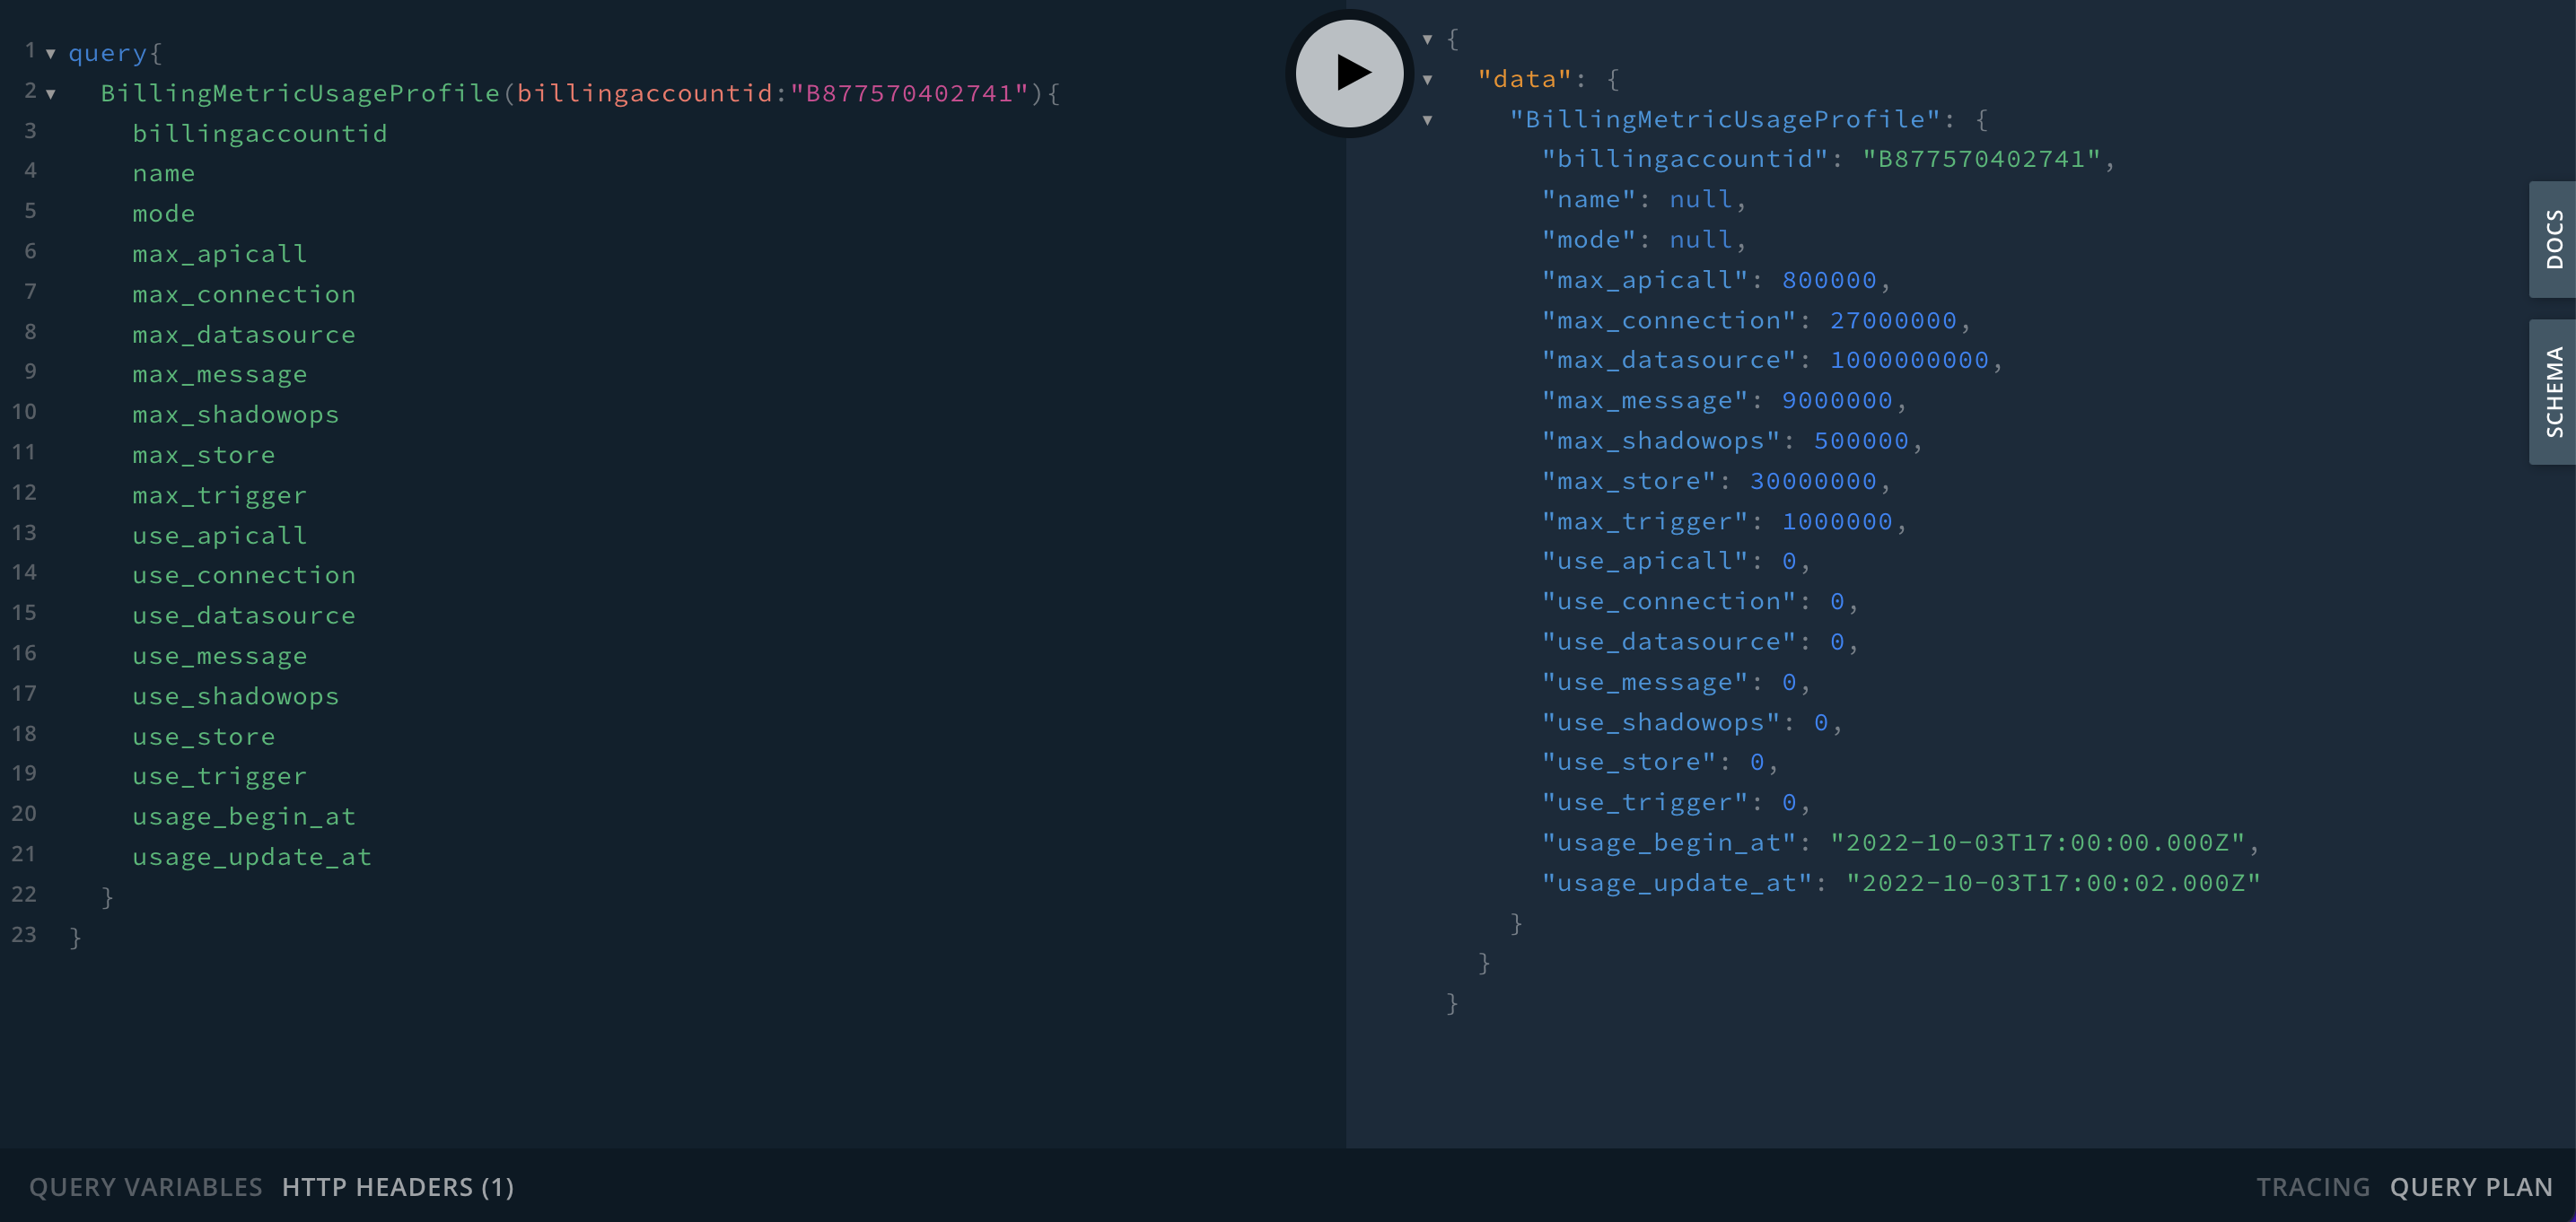 1 query{
2 BillingMetricUsageProfile(billingaccountid:"B877570402741"){
3 billingaccountid
4 name
5 mode
6 max_apicall
7 max_connection
8 max_datasource
9 max_message
10 max_shadowops
11 max_store
12 max_trigger
13 use_apicall
14 use_connection
15 use_datasource
16 use_message
17 use_shadowops
18 use_store
19 use_trigger
20 usage_begin_at
21 usage_update_at
22 }
23 }
{
"data": {
"BillingMetricUsageProfile": {
"billingaccountid": "B877570402741",
"name": null,
"mode": null,
"max_apicall": 800000,
"max_connection": 27000000,
"max_datasource": 1000000000,
"max_message": 9000000,
"max_shadowops": 500000,
"max_store": 30000000,
"max_trigger": 1000000,
"use_apicall": 0,
"use_connection": 0,
"use_datasource": 0,
"use_message": 0,
"use_shadowops": 0,
"use_store": 0,
"use_trigger": 0,
"usage_begin_at": "2022-10-03T17:00:00.000Z",
"usage_update_at": "2022-10-03T17:00:02.000Z"
}
}
}
DOCS
SCHEMA
QUERY VARIABLES HTTP HEADERS (1)
TRACING QUERY PLAN